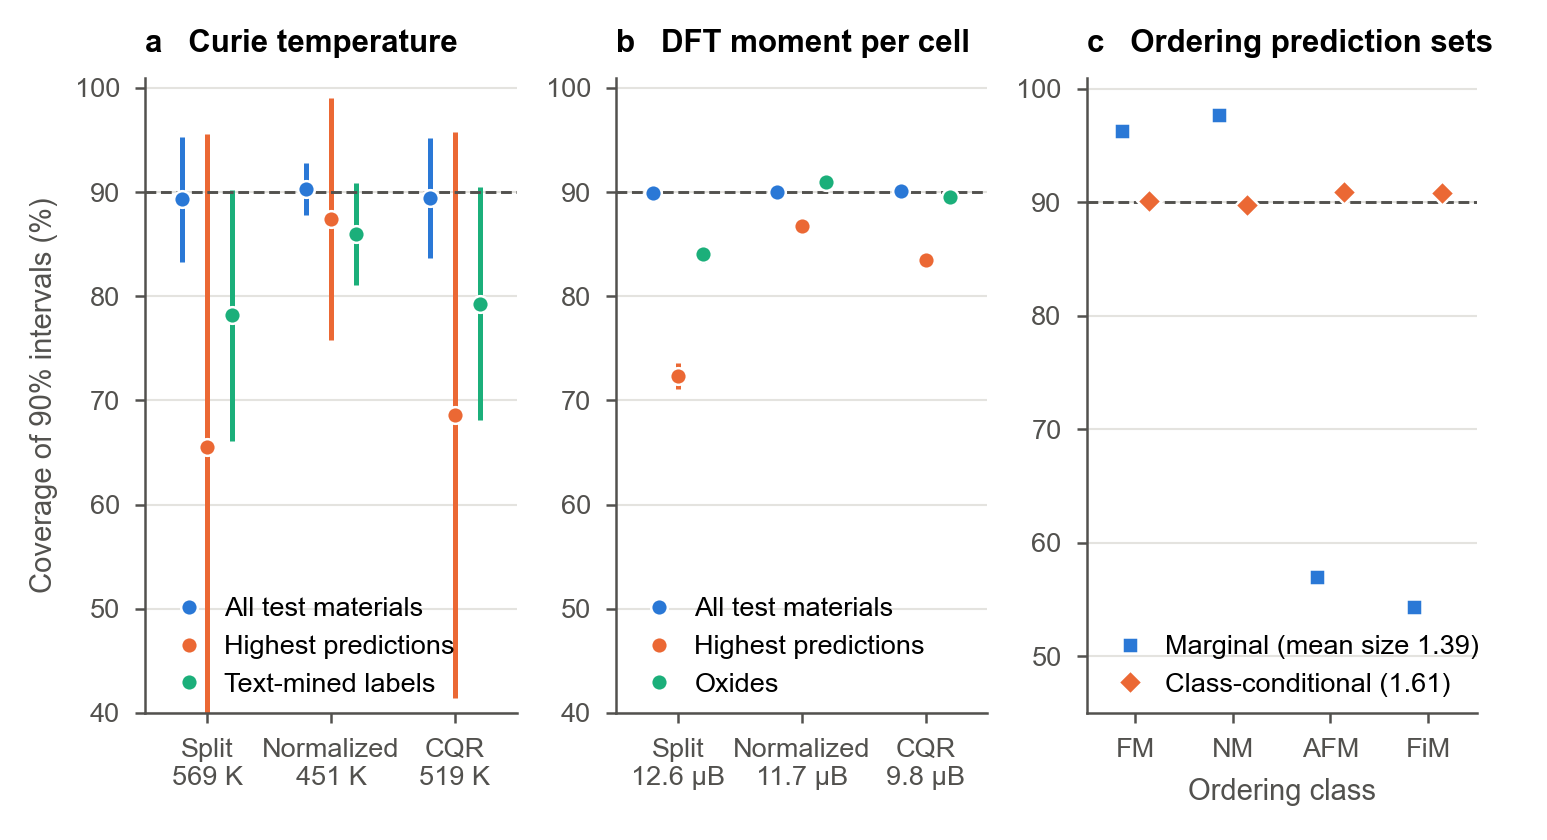 a Curie temperature
b DFT moment per cell
c Ordering prediction sets
Coverage of 90% intervals (%)
100
90
80
70
60
50
40
All test materials
Highest predictions
Text-mined labels
Split
569 K
Normalized
451 K
CQR
519 K
100
90
80
70
60
50
40
All test materials
Highest predictions
Oxides
Split
12.6 µB
Normalized
11.7 µB
CQR
9.8 µB
100
90
80
70
60
50
Marginal (mean size 1.39)
Class-conditional (1.61)
FM
NM
AFM
FiM
Ordering class